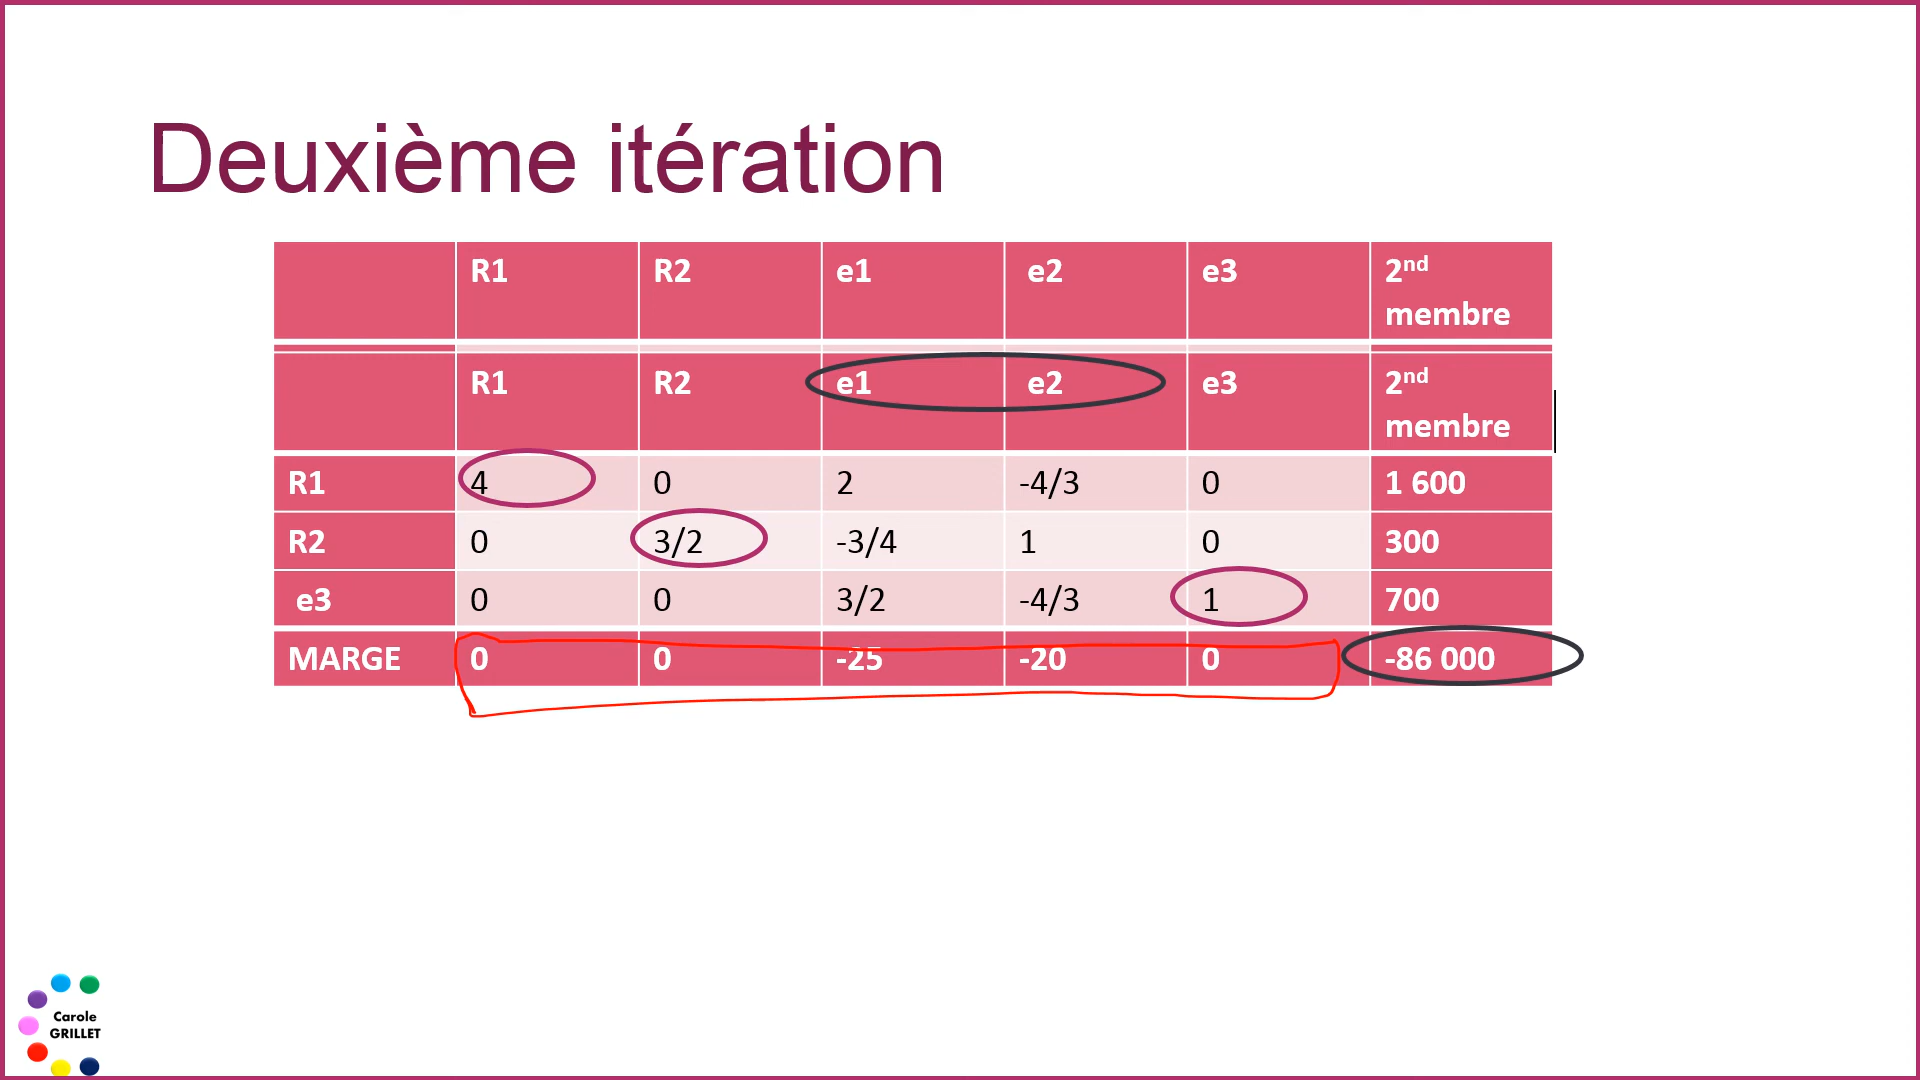 Deuxième itération
R1 R2 e1 e2 e3 2nd membre
R1 R2 e1 e2 e3 2nd membre
R1 4 0 2 -4/3 0 1 600
R2 0 3/2 -3/4 1 0 300
e3 0 0 3/2 -4/3 1 700
MARGE 0 0 -25 -20 0 -86 000
Carole
GRILLET